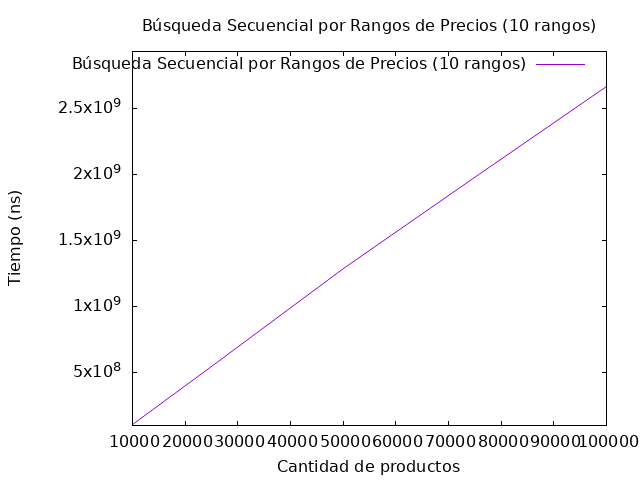 Búsqueda Secuencial por Rangos de Precios (10 rangos)
Búsqueda Secuencial por Rangos de Precios (10 rangos)
2.5x10⁹
2x10⁹
1.5x10⁹
1x10⁹
5x10⁸
Tiempo (ns)
10000 20000 30000 40000 50000 60000 70000 80000 90000 100000
Cantidad de productos